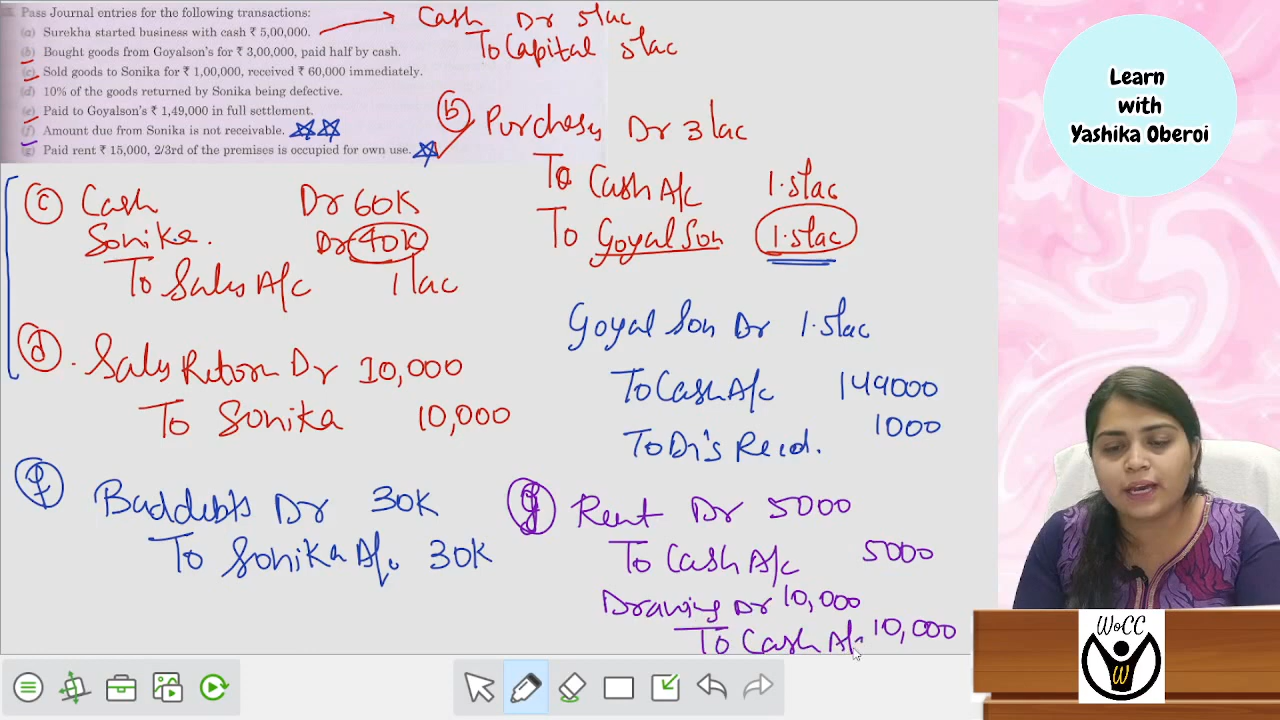 Pass Journal entries for the following transactions:
(a) Surekha started business with cash ₹ 5,00,000.
(b) Bought goods from Goyalson's for ₹ 3,00,000, paid half by cash.
(c) Sold goods to Sonika for ₹ 1,00,000, received ₹ 60,000 immediately.
(d) 10% of the goods returned by Sonika being defective.
(e) Paid to Goyalson's ₹ 1,49,000 in full settlement.
(f) Amount due from Sonika is not receivable.
(g) Paid rent ₹ 15,000, 2/3rd of the premises is occupied for own use.
Cash Dr 5lac
To Capital 5lac
(b) Purchases Dr 3 lac
To Cash A/c 1.5lac
To Goyal Son 1.5lac
(c) Cash Dr 60K
Sonika. Dr 40K
To Sales A/c 1 lac
(d). Sales Return Dr 10,000
To Sonika 10,000
Goyal Son Dr 1.5lac
To Cash A/c 149000
To Di's Recd. 1000
(f) Baddebts Dr 30K
To Sonika A/c 30K
(g) Rent Dr 5000
To Cash A/c 5000
Drawing Dr 10,000
To Cash A/c 10,000
Learn
with
Yashika Oberoi
WoCC
W